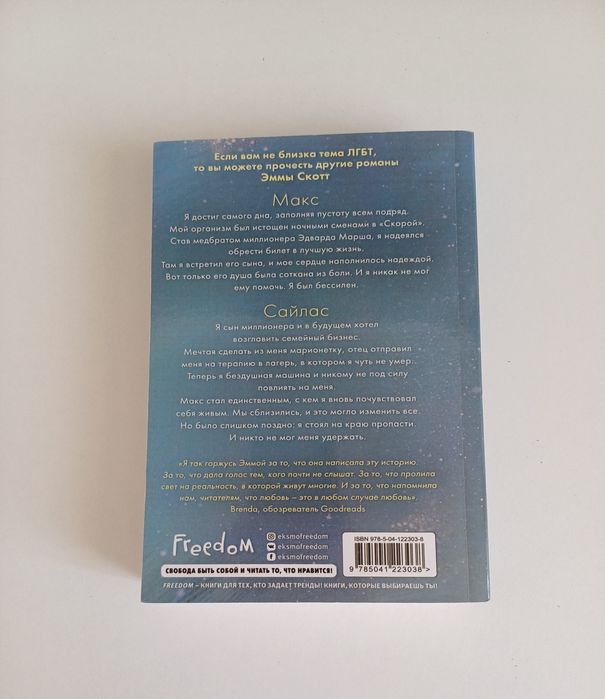 Если вам не близка тема ЛГБТ,
то вы можете прочесть другие романы
Эммы Скотт
Макс
Я достиг самого дна, заполняя пустоту всем подряд.
Мой организм был истощен ночными сменами в «Скорой».
Став медбратом миллионера Эдварда Марша, я надеялся
обрести билет в лучшую жизнь.
Там я встретил его сына, и мое сердце наполнилось надеждой.
Вот только его душа была соткана из боли. И я никак не мог
ему помочь. Я был бессилен.
Сайлас
Я сын миллионера и в будущем хотел
возглавить семейный бизнес.
Мечтая сделать из меня марионетку, отец отправил
меня на терапию в лагерь, в котором я чуть не умер.
Теперь я бездушная машина и никому не под силу
повлиять на меня.
Макс стал единственным, с кем я вновь почувствовал
себя живым. Мы сблизились, и это могло изменить все.
Но было слишком поздно: я стоял на краю пропасти.
И никто не мог меня удержать.
«Я так горжусь Эммой за то, что она написала эту историю.
За то, что дала голос тем, кого почти не слышат. За то, что пролила
свет на реальность, в которой живут многие. И за то, что напомнила
нам, читателям, что любовь – это в любом случае любовь».
Brenda, обозреватель Goodreads
Freedom
eksmofreedom
eksmofreedom
eksmofreedom
СВОБОДА БЫТЬ СОБОЙ И ЧИТАТЬ ТО, ЧТО НРАВИТСЯ!
FREEDOM – КНИГИ ДЛЯ ТЕХ, КТО ЗАДАЕТ ТРЕНДЫ! КНИГИ, КОТОРЫЕ ВЫБИРАЕШЬ ТЫ!
ISBN 978-5-04-122303-8
9 785041 223038 >